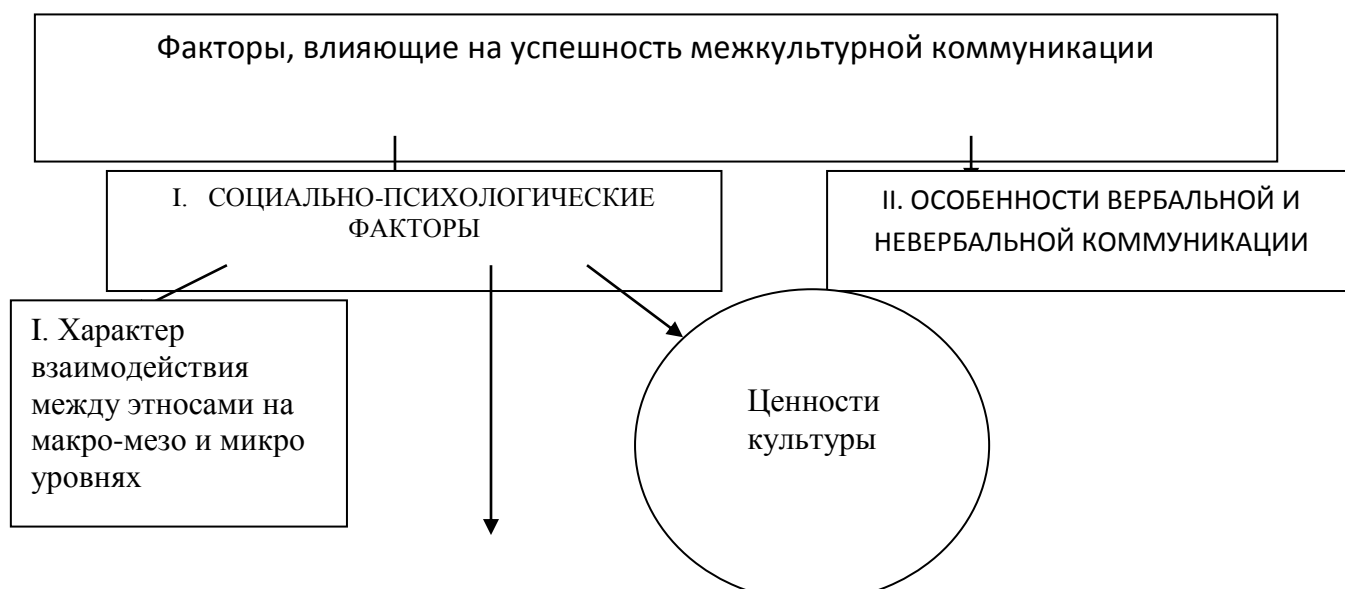 Факторы, влияющие на успешность межкультурной коммуникации
I. СОЦИАЛЬНО-ПСИХОЛОГИЧЕСКИЕ
ФАКТОРЫ
II. ОСОБЕННОСТИ ВЕРБАЛЬНОЙ И
НЕВЕРБАЛЬНОЙ КОММУНИКАЦИИ
I. Характер
взаимодействия
между этносами на
макро-мезо и микро
уровнях
Ценности
культуры